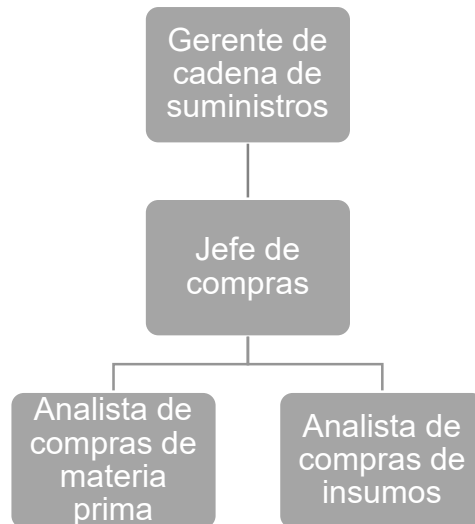 Gerente de
cadena de
suministros
Jefe de
compras
Analista de
compras de
materia
prima
Analista de
compras de
insumos